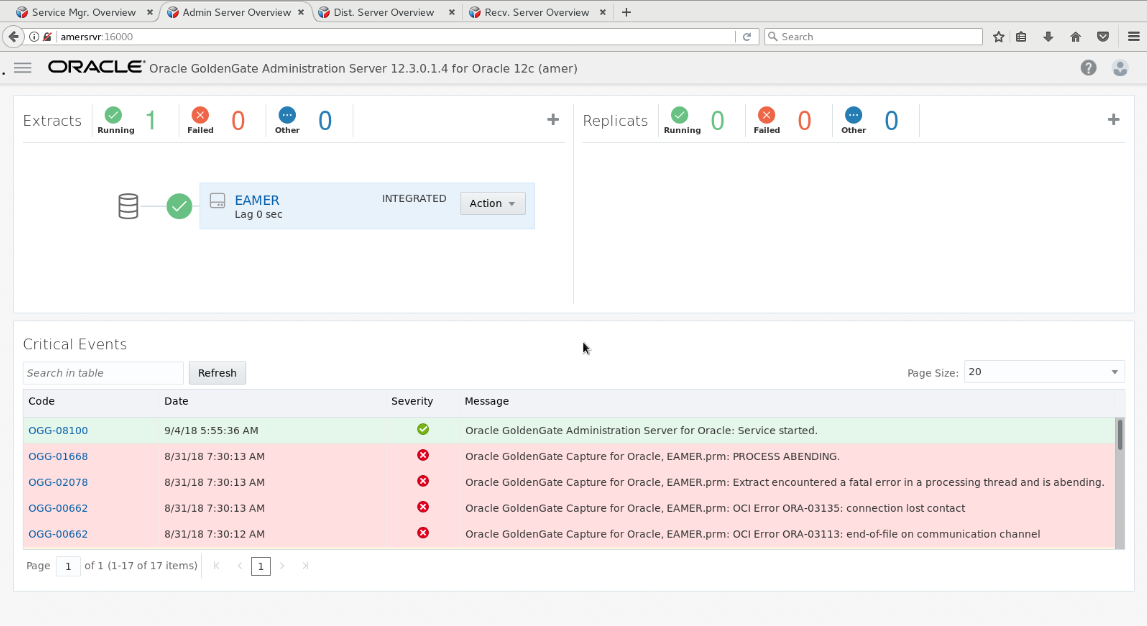 Service Mgr. Overview
Admin Server Overview
Dist. Server Overview
Recv. Server Overview
amersrvr:16000
Search
ORACLE Oracle GoldenGate Administration Server 12.3.0.1.4 for Oracle 12c (amer)
Extracts Running 1 Failed 0 Other 0
Replicats Running 0 Failed 0 Other 0
EAMER INTEGRATED Action
Lag 0 sec
Critical Events
Search in table Refresh Page Size: 20
Code Date Severity Message
OGG-08100 9/4/18 5:55:36 AM Oracle GoldenGate Administration Server for Oracle: Service started.
OGG-01668 8/31/18 7:30:13 AM Oracle GoldenGate Capture for Oracle, EAMER.prm: PROCESS ABENDING.
OGG-02078 8/31/18 7:30:13 AM Oracle GoldenGate Capture for Oracle, EAMER.prm: Extract encountered a fatal error in a processing thread and is abending.
OGG-00662 8/31/18 7:30:13 AM Oracle GoldenGate Capture for Oracle, EAMER.prm: OCI Error ORA-03135: connection lost contact
OGG-00662 8/31/18 7:30:12 AM Oracle GoldenGate Capture for Oracle, EAMER.prm: OCI Error ORA-03113: end-of-file on communication channel
Page 1 of 1 (1-17 of 17 items) 1